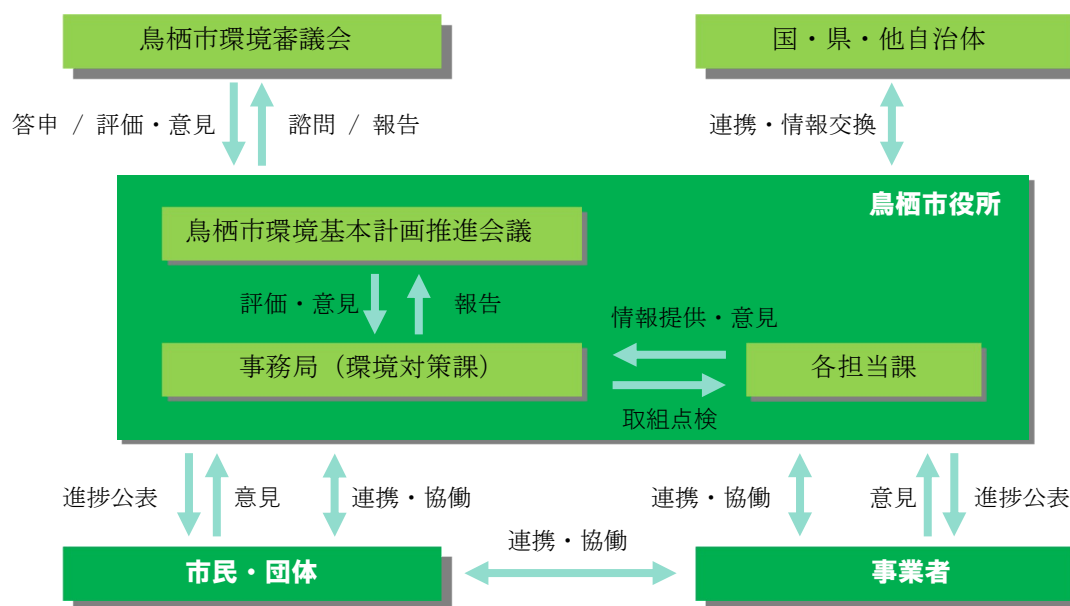 鳥栖市環境審議会
国・県・他自治体
答申 / 評価・意見
諮問 / 報告
連携・情報交換
鳥栖市役所
鳥栖市環境基本計画推進会議
評価・意見
報告
情報提供・意見
事務局（環境対策課）
各担当課
取組点検
進捗公表
意見
連携・協働
連携・協働
意見
進捗公表
連携・協働
市民・団体
事業者